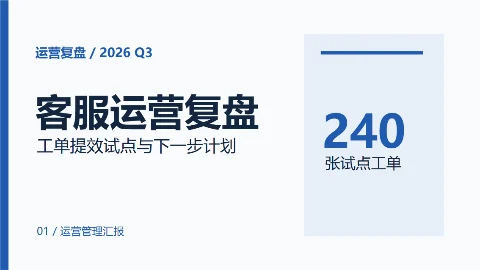 运营复盘 / 2026 Q3
客服运营复盘
工单提效试点与下一步计划
240
张试点工单
01 / 运营管理汇报